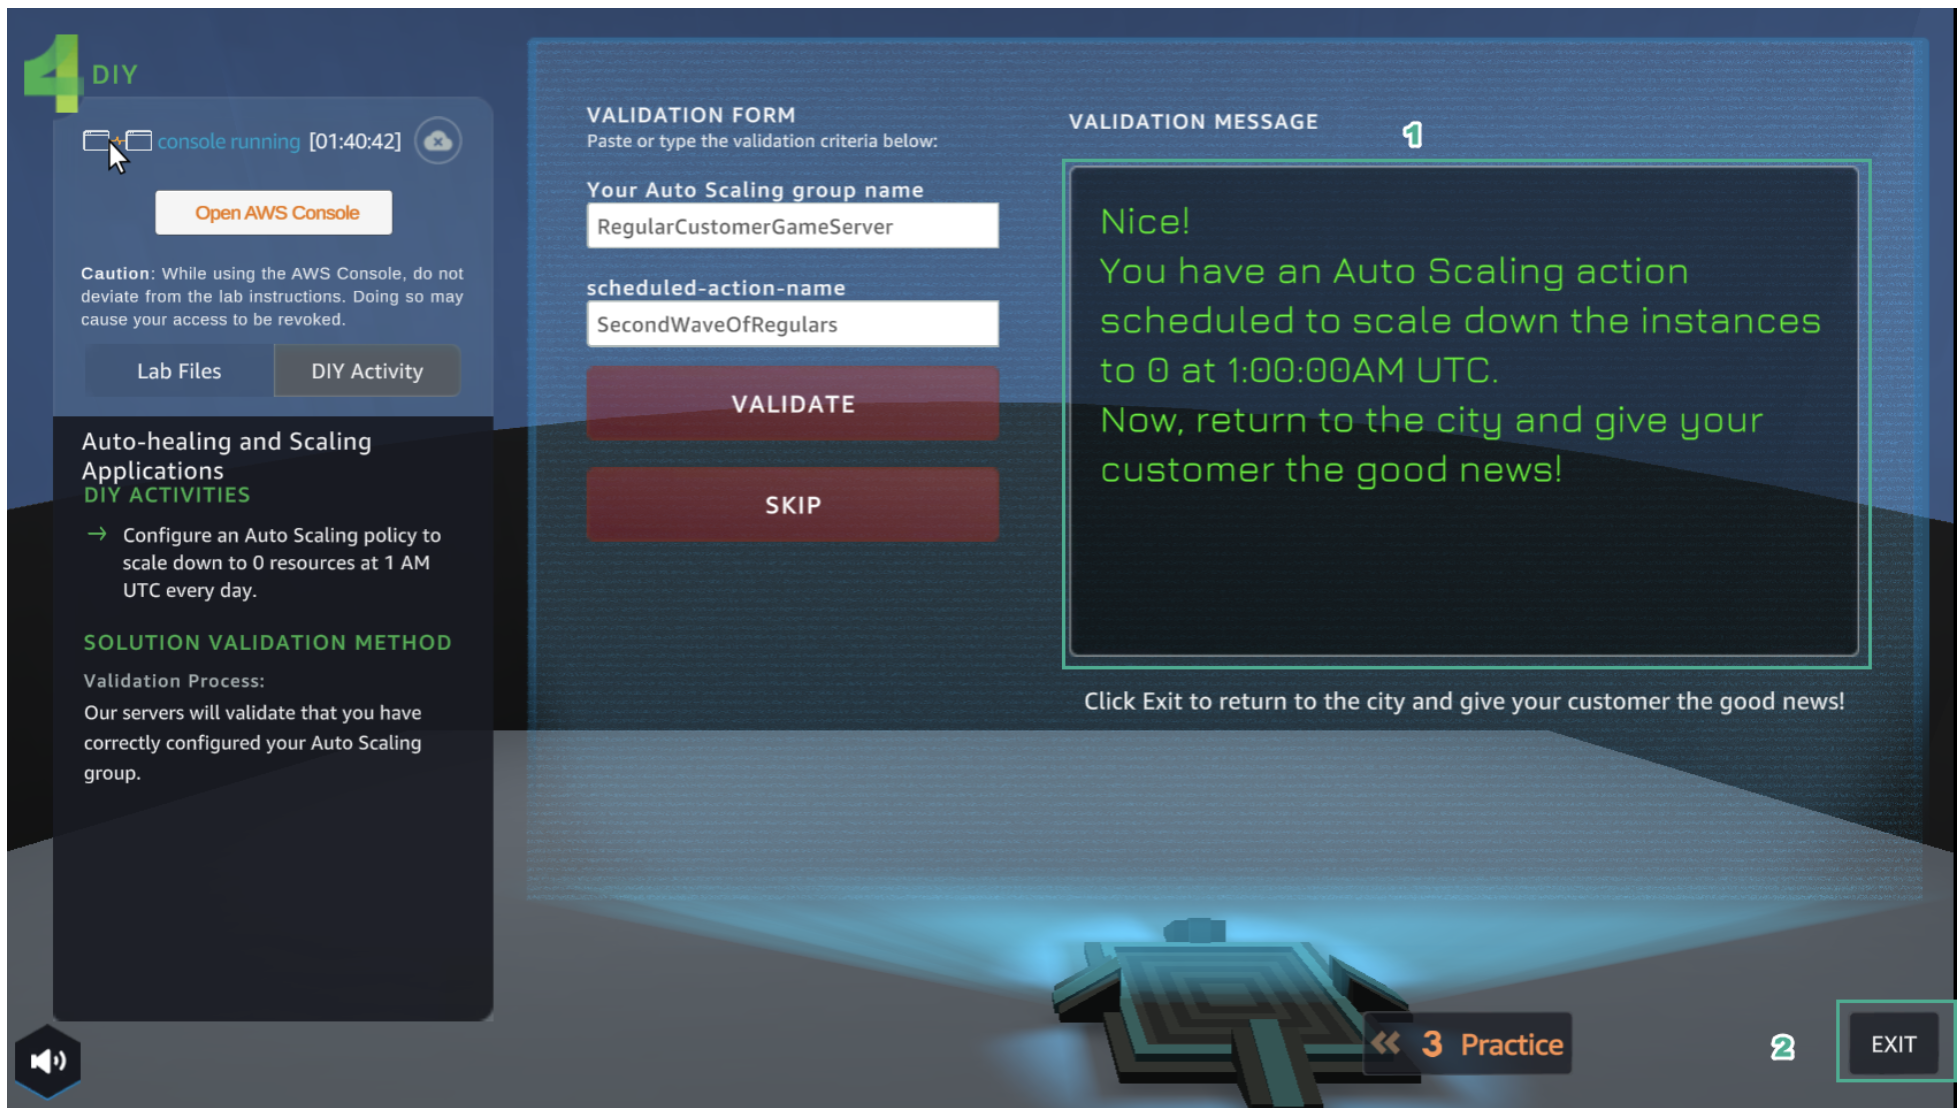 4 DIY
console running [01:40:42]
Open AWS Console
Caution: While using the AWS Console, do not
deviate from the lab instructions. Doing so may
cause your access to be revoked.
Lab Files
DIY Activity
Auto-healing and Scaling
Applications
DIY ACTIVITIES
→ Configure an Auto Scaling policy to
scale down to 0 resources at 1 AM
UTC every day.
SOLUTION VALIDATION METHOD
Validation Process:
Our servers will validate that you have
correctly configured your Auto Scaling
group.
VALIDATION FORM
Paste or type the validation criteria below:
Your Auto Scaling group name
RegularCustomerGameServer
scheduled-action-name
SecondWaveOfRegulars
VALIDATE
SKIP
VALIDATION MESSAGE
1
Nice!
You have an Auto Scaling action
scheduled to scale down the instances
to 0 at 1:00:00AM UTC.
Now, return to the city and give your
customer the good news!
Click Exit to return to the city and give your customer the good news!
« 3 Practice
2
EXIT